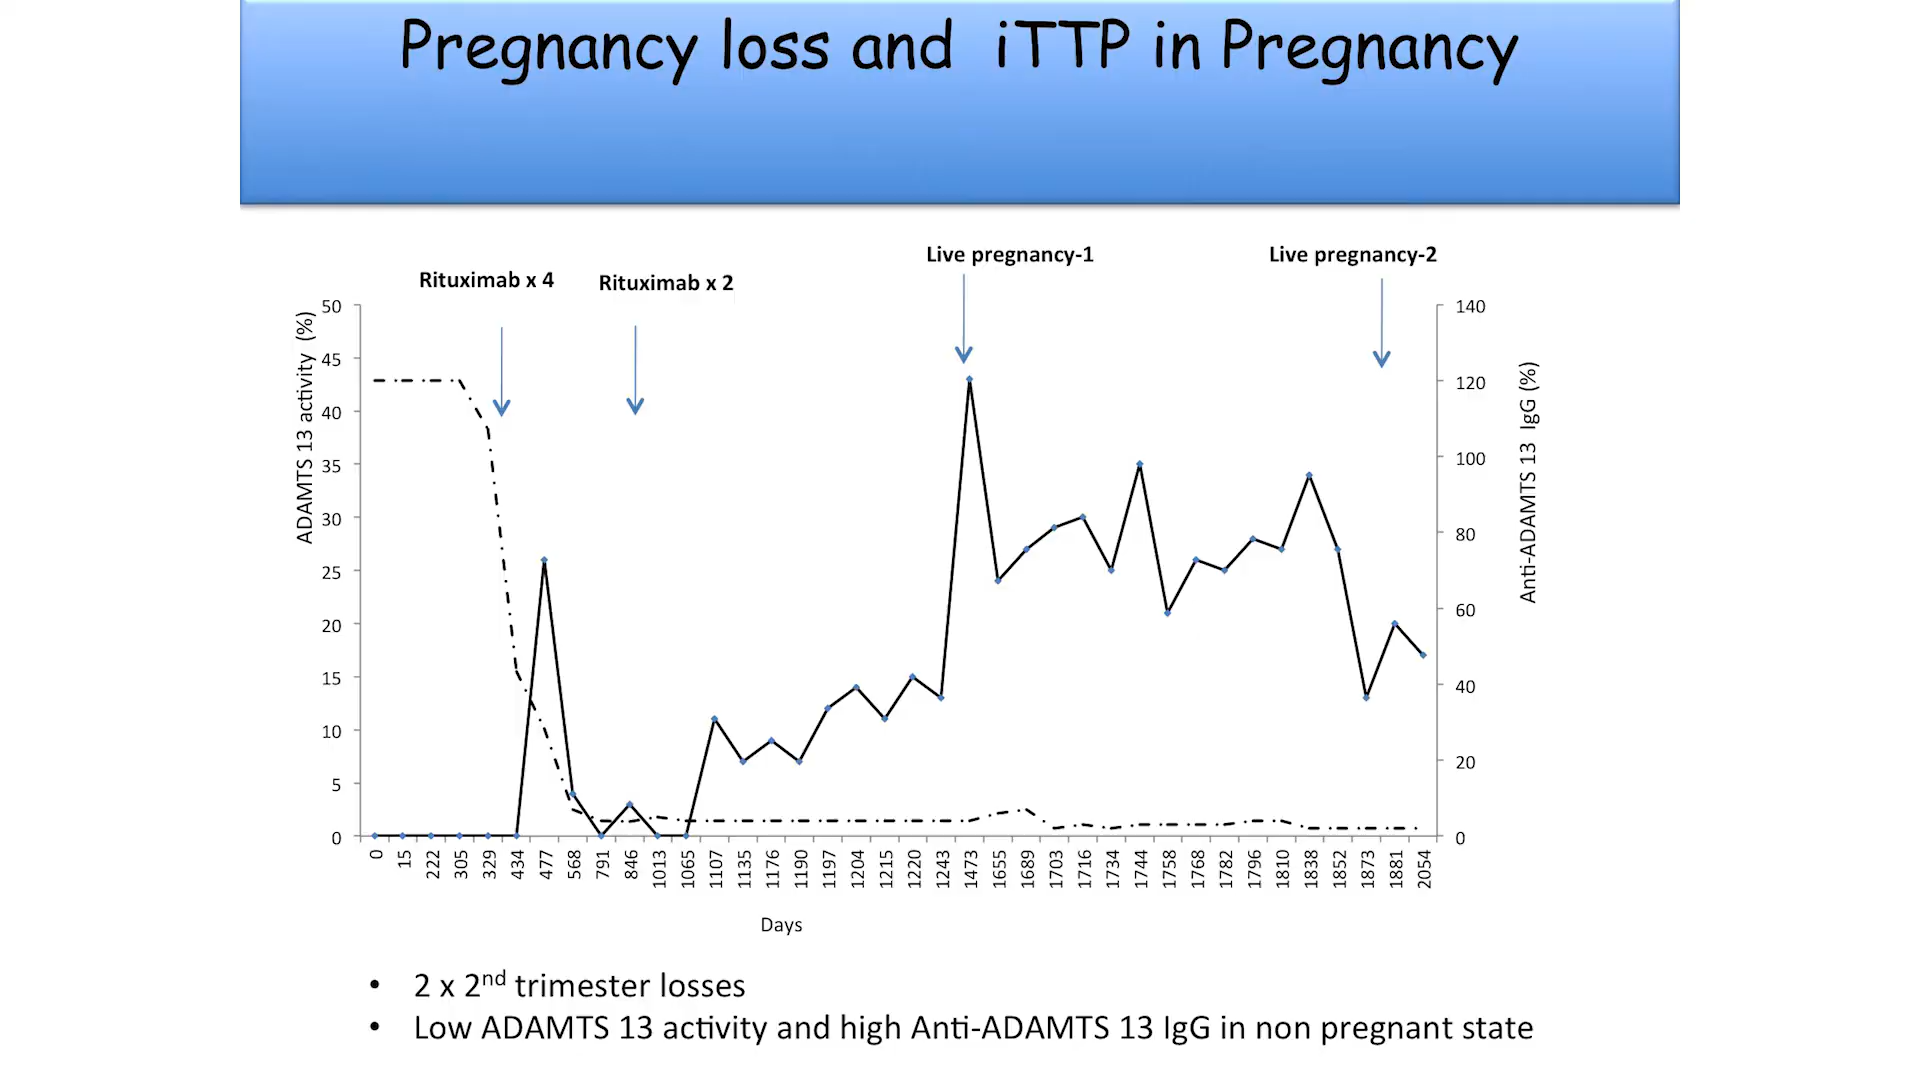 Pregnancy loss and iTTP in Pregnancy
Live pregnancy-1
Live pregnancy-2
Rituximab x 4
Rituximab x 2
ADAMTS 13 activity (%)
50
45
40
35
30
25
20
15
10
5
0
140
120
100
80
60
40
20
0
Anti-ADAMTS 13 IgG (%)
0 15 222 305 329 434 477 568 791 846 1013 1065 1107 1135 1176 1190 1197 1204 1215 1220 1243 1473 1655 1689 1703 1716 1734 1744 1758 1768 1782 1796 1810 1838 1852 1873 1881 2054
Days
• 2 x 2nd trimester losses
• Low ADAMTS 13 activity and high Anti-ADAMTS 13 IgG in non pregnant state